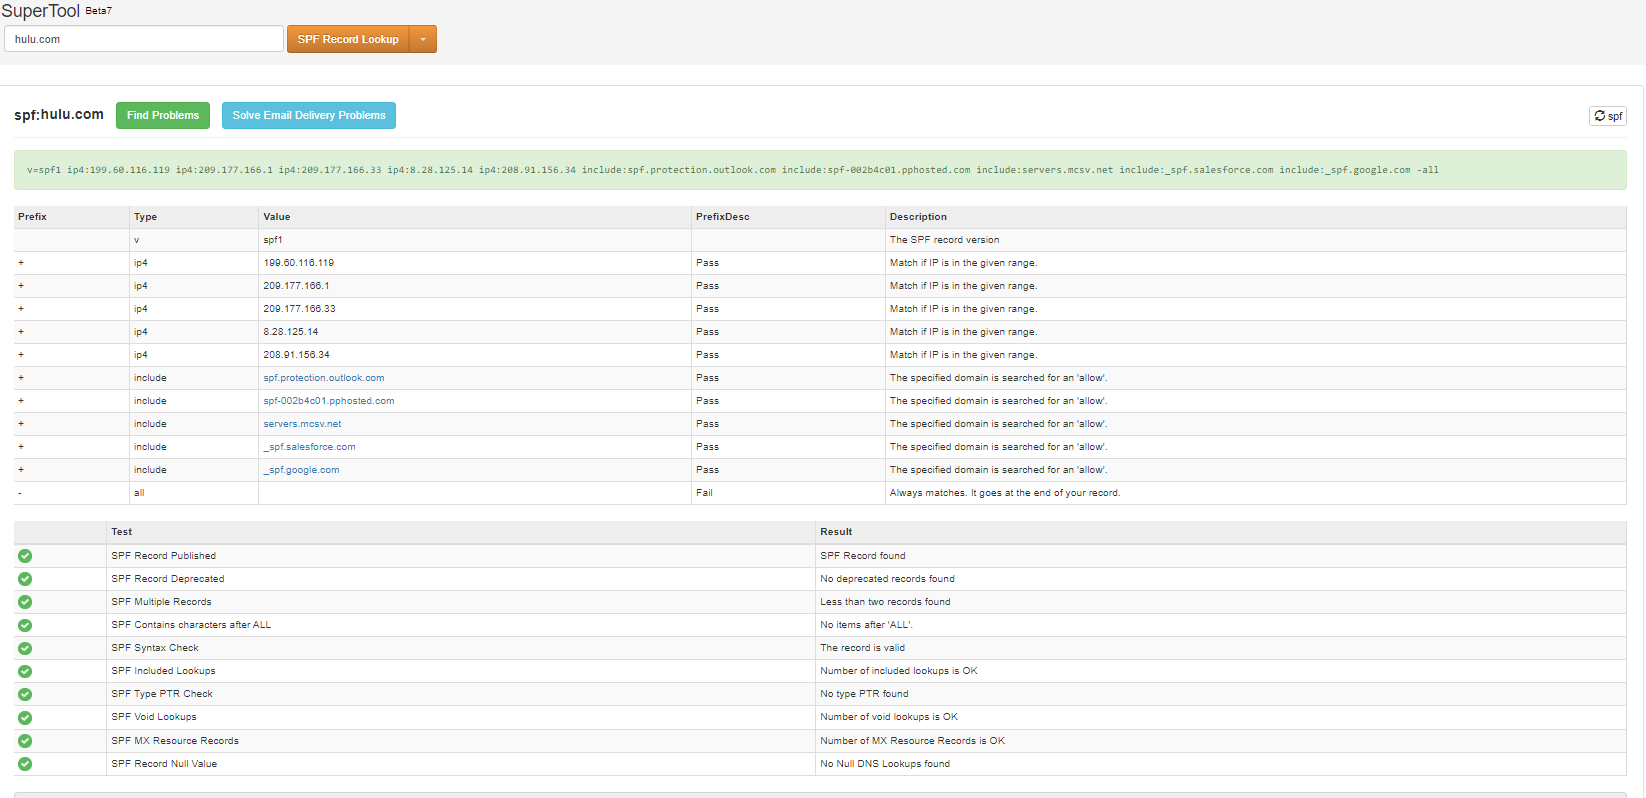 SuperTool Beta7
hulu.com SPF Record Lookup
spf:hulu.com Find Problems Solve Email Delivery Problems spf
v=spf1 ip4:199.60.116.119 ip4:209.177.166.1 ip4:209.177.166.33 ip4:8.28.125.14 ip4:208.91.156.34 include:spf.protection.outlook.com include:spf-002b4c01.pphosted.com include:servers.mcsv.net include:_spf.salesforce.com include:_spf.google.com -all
Prefix Type Value PrefixDesc Description
v spf1 The SPF record version
+ ip4 199.60.116.119 Pass Match if IP is in the given range.
+ ip4 209.177.166.1 Pass Match if IP is in the given range.
+ ip4 209.177.166.33 Pass Match if IP is in the given range.
+ ip4 8.28.125.14 Pass Match if IP is in the given range.
+ ip4 208.91.156.34 Pass Match if IP is in the given range.
+ include spf.protection.outlook.com Pass The specified domain is searched for an 'allow'.
+ include spf-002b4c01.pphosted.com Pass The specified domain is searched for an 'allow'.
+ include servers.mcsv.net Pass The specified domain is searched for an 'allow'.
+ include _spf.salesforce.com Pass The specified domain is searched for an 'allow'.
+ include _spf.google.com Pass The specified domain is searched for an 'allow'.
- all Fail Always matches. It goes at the end of your record.
Test Result
SPF Record Published SPF Record found
SPF Record Deprecated No deprecated records found
SPF Multiple Records Less than two records found
SPF Contains characters after ALL No items after 'ALL'.
SPF Syntax Check The record is valid
SPF Included Lookups Number of included lookups is OK
SPF Type PTR Check No type PTR found
SPF Void Lookups Number of void lookups is OK
SPF MX Resource Records Number of MX Resource Records is OK
SPF Record Null Value No Null DNS Lookups found